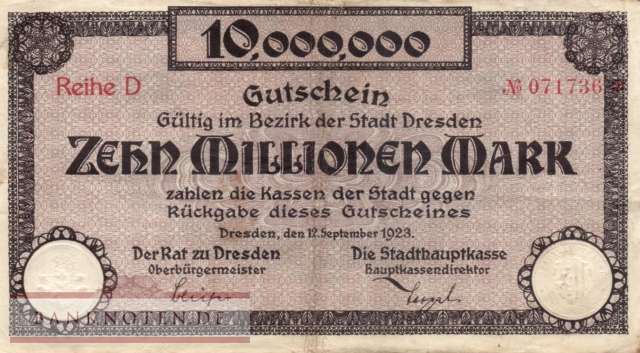 10,000,000
Reihe D
№ 071736
Gutschein
Gültig im Bezirk der Stadt Dresden
Zehn Millionen Mark
zahlen die Kassen der Stadt gegen
Rückgabe dieses Gutscheines
Dresden, den 12. September 1923.
Der Rat zu Dresden
Oberbürgermeister
Die Stadthauptkasse
Hauptkassendirektor
BANKNOTEN.DE